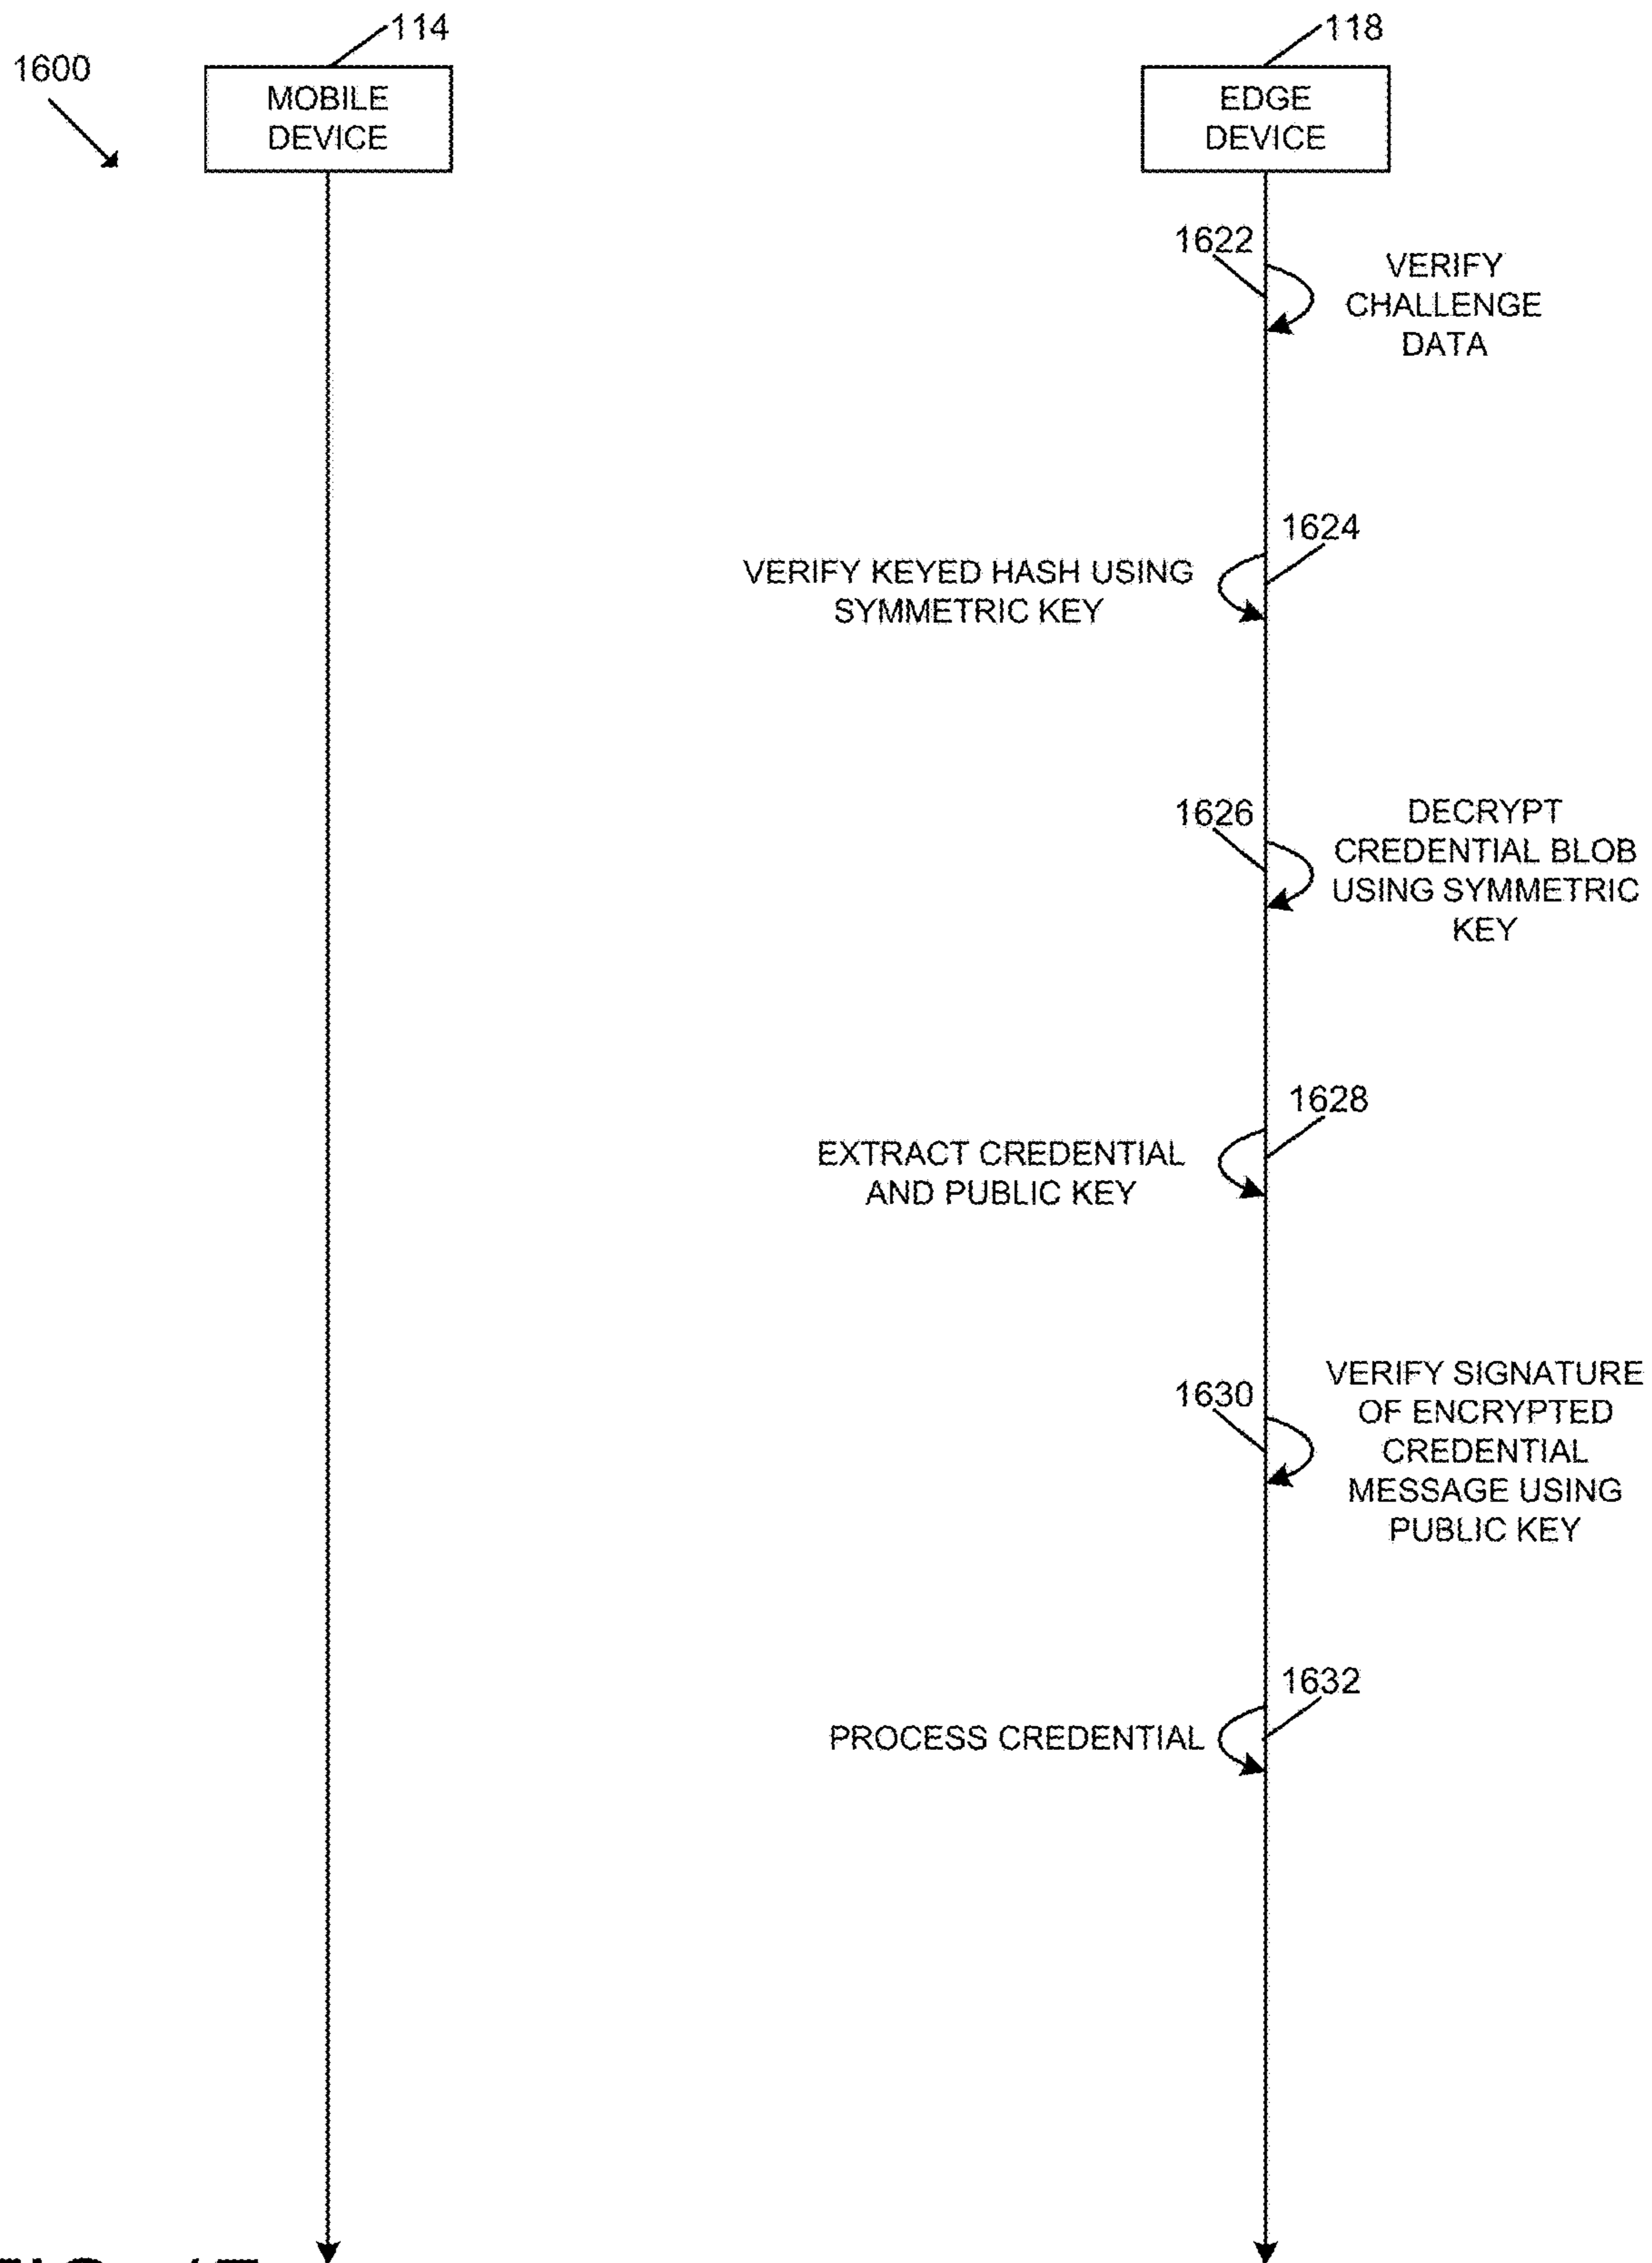 1600
114
MOBILE
DEVICE
118
EDGE
DEVICE
1622
VERIFY
CHALLENGE
DATA
1624
VERIFY KEYED HASH USING
SYMMETRIC KEY
1626
DECRYPT
CREDENTIAL BLOB
USING SYMMETRIC
KEY
1628
EXTRACT CREDENTIAL
AND PUBLIC KEY
1630
VERIFY SIGNATURE
OF ENCRYPTED
CREDENTIAL
MESSAGE USING
PUBLIC KEY
1632
PROCESS CREDENTIAL